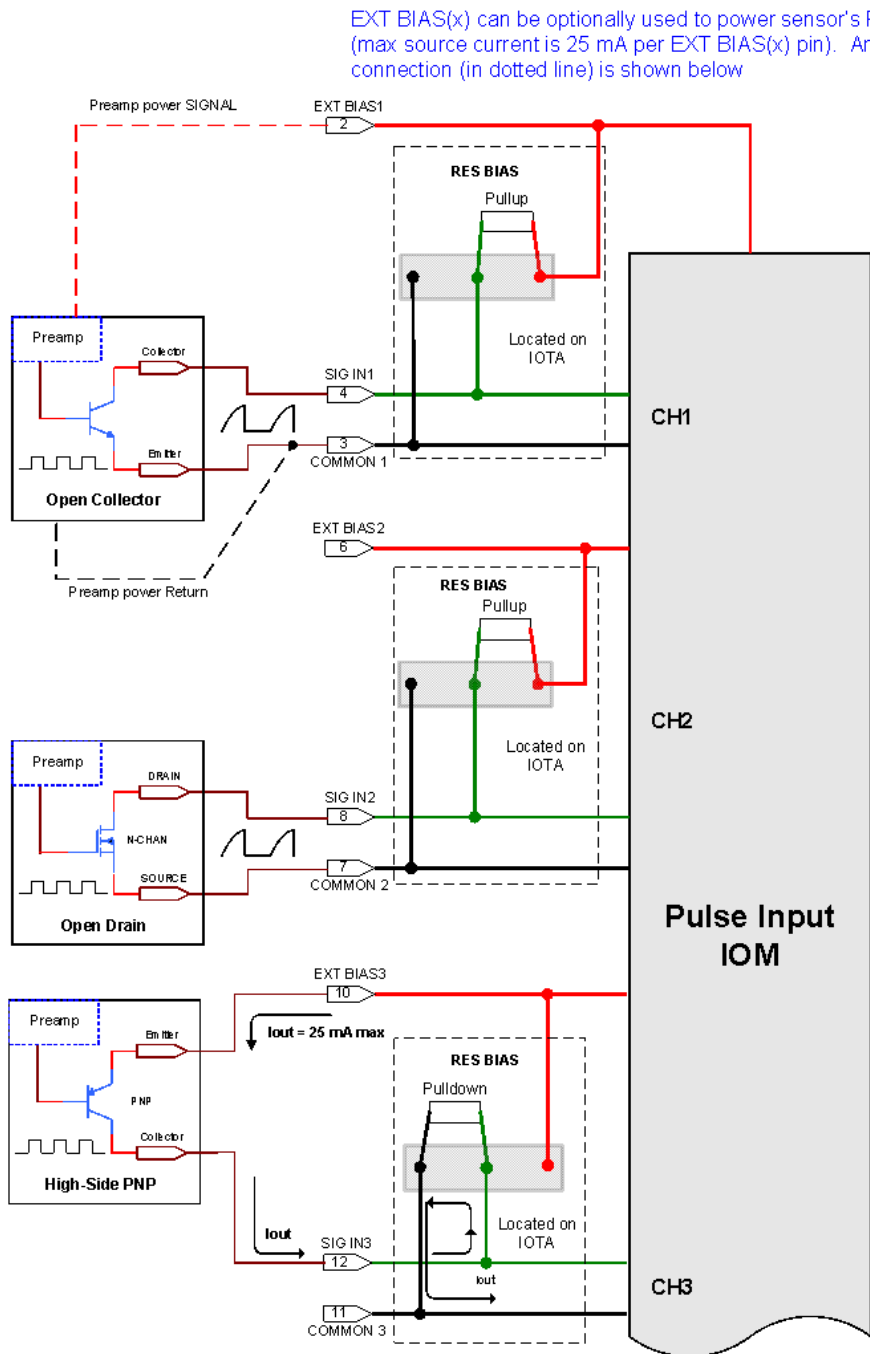 EXT BIAS(x) can be optionally used to power sensor's
(max source current is 25 mA per EXT BIAS(x) pin).
connection (in dotted line) is shown below
Preamp power SIGNAL
EXT BIAS1
2
RES BIAS
Pullup
Preamp
Collector
Located on
IOTA
SIG IN1
4
CH1
Emitter
3
COMMON 1
Open Collector
EXT BIAS2
6
Preamp power Return
RES BIAS
Pullup
CH2
Preamp
DRAIN
Located on
IOTA
SIG IN2
8
N-CHAN
7
SOURCE
COMMON 2
Open Drain
Pulse Input
IOM
EXT BIAS3
10
Preamp
Emitter
Iout = 25 mA max
RES BIAS
Pulldown
PNP
Collector
High-Side PNP
Iout
Located on
IOTA
SIG IN3
12
Iout
CH3
11
COMMON 3